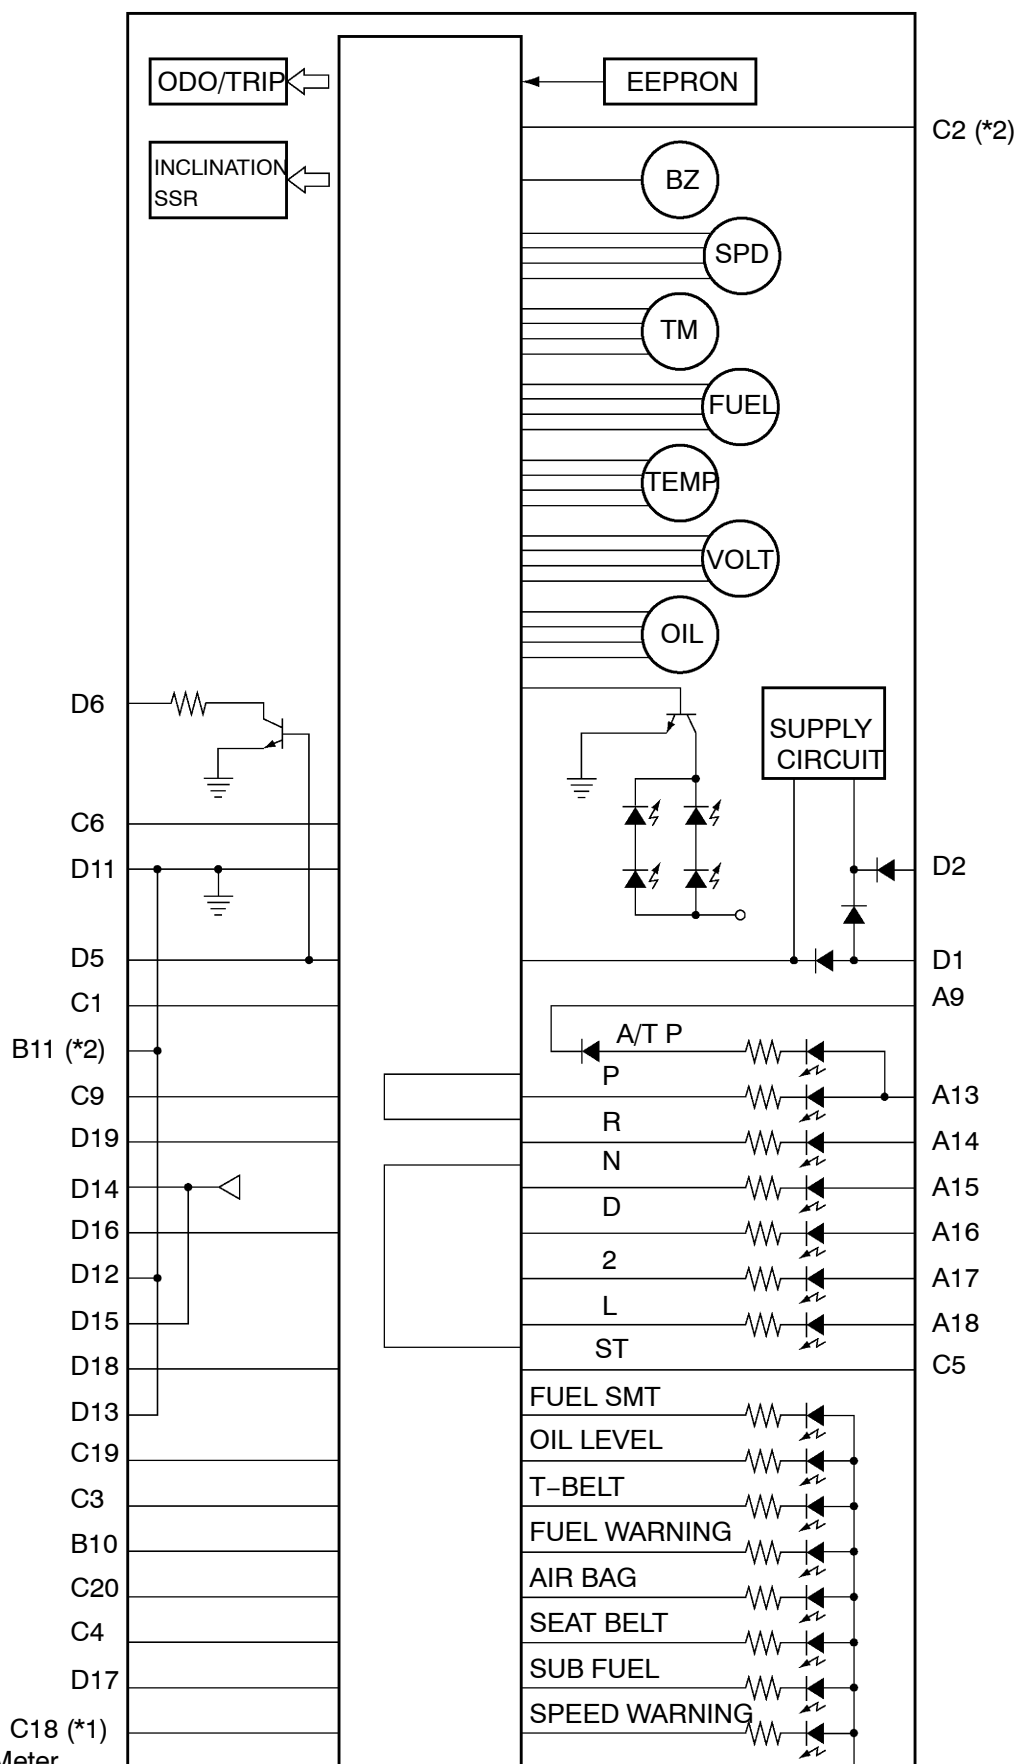 ODO/TRIP
EEPRON
C2 (*2)
INCLINATION
SSR
BZ
SPD
TM
FUEL
TEMP
VOLT
OIL
D6
SUPPLY
CIRCUIT
C6
D11
D2
D5
D1
C1
A9
B11 (*2)
A/T P
C9
P
A13
D19
R
A14
N
D14
A15
D
D16
A16
D12
2
A17
D15
L
A18
D18
ST
C5
D13
FUEL SMT
C19
OIL LEVEL
C3
T−BELT
B10
FUEL WARNING
C20
AIR BAG
C4
SEAT BELT
D17
SUB FUEL
C18 (*1)
SPEED WARNING
Meter